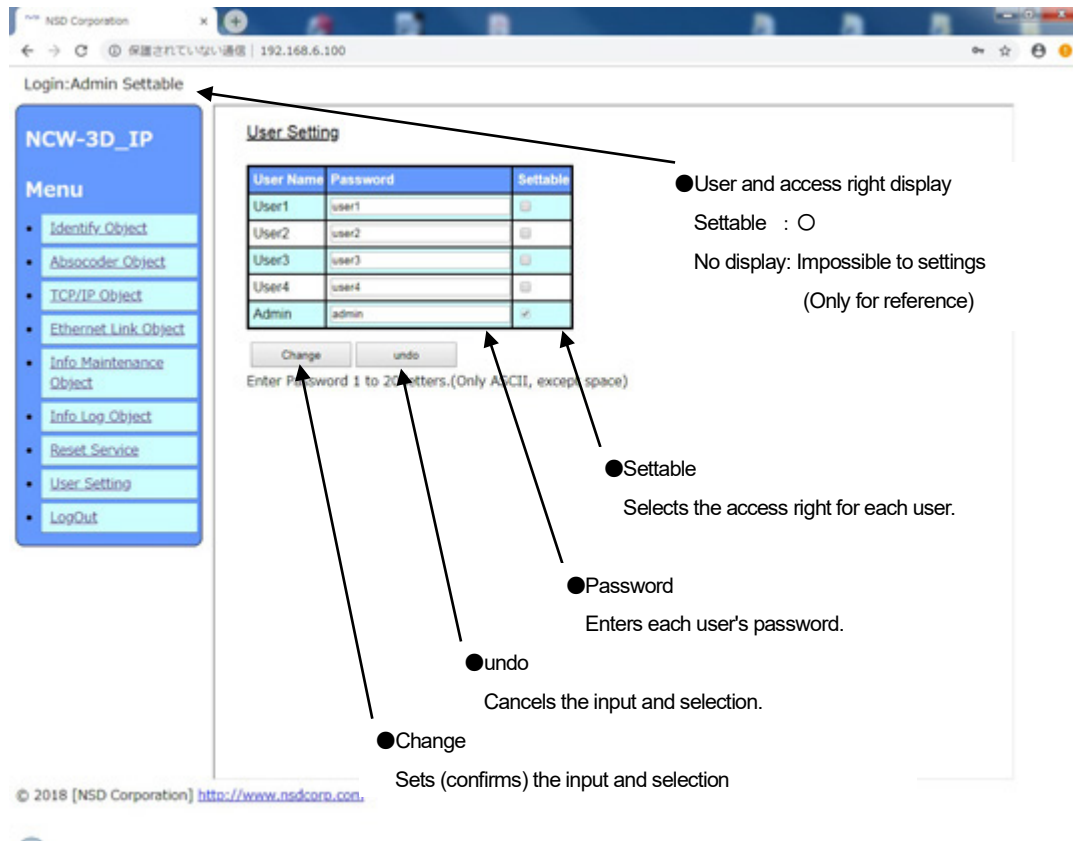 NSD Corporation
保護されていない通信 | 192.168.6.100
Login:Admin Settable
NCW-3D_IP
Menu
Identify Object
Absocoder Object
TCP/IP Object
Ethernet Link Object
Info Maintenance
Object
Info Log Object
Reset Service
User Setting
LogOut
User Setting
User Name Password Settable
User1 user1
User2 user2
User3 user3
User4 user4
Admin admin
Change undo
Enter Password 1 to 20 letters.(Only ASCII, except space)
●User and access right display
Settable : ○
No display: Impossible to settings
(Only for reference)
●Settable
Selects the access right for each user.
●Password
Enters each user's password.
●undo
Cancels the input and selection.
●Change
Sets (confirms) the input and selection
© 2018 [NSD Corporation] http://www.nsdcorp.com.